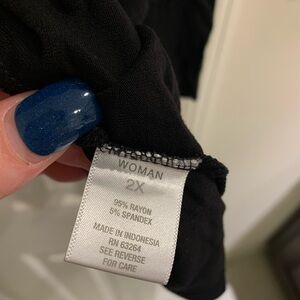 WOMAN
2X
95% RAYON
5% SPANDEX
MADE IN INDONESIA
RN 63264
SEE REVERSE
FOR CARE